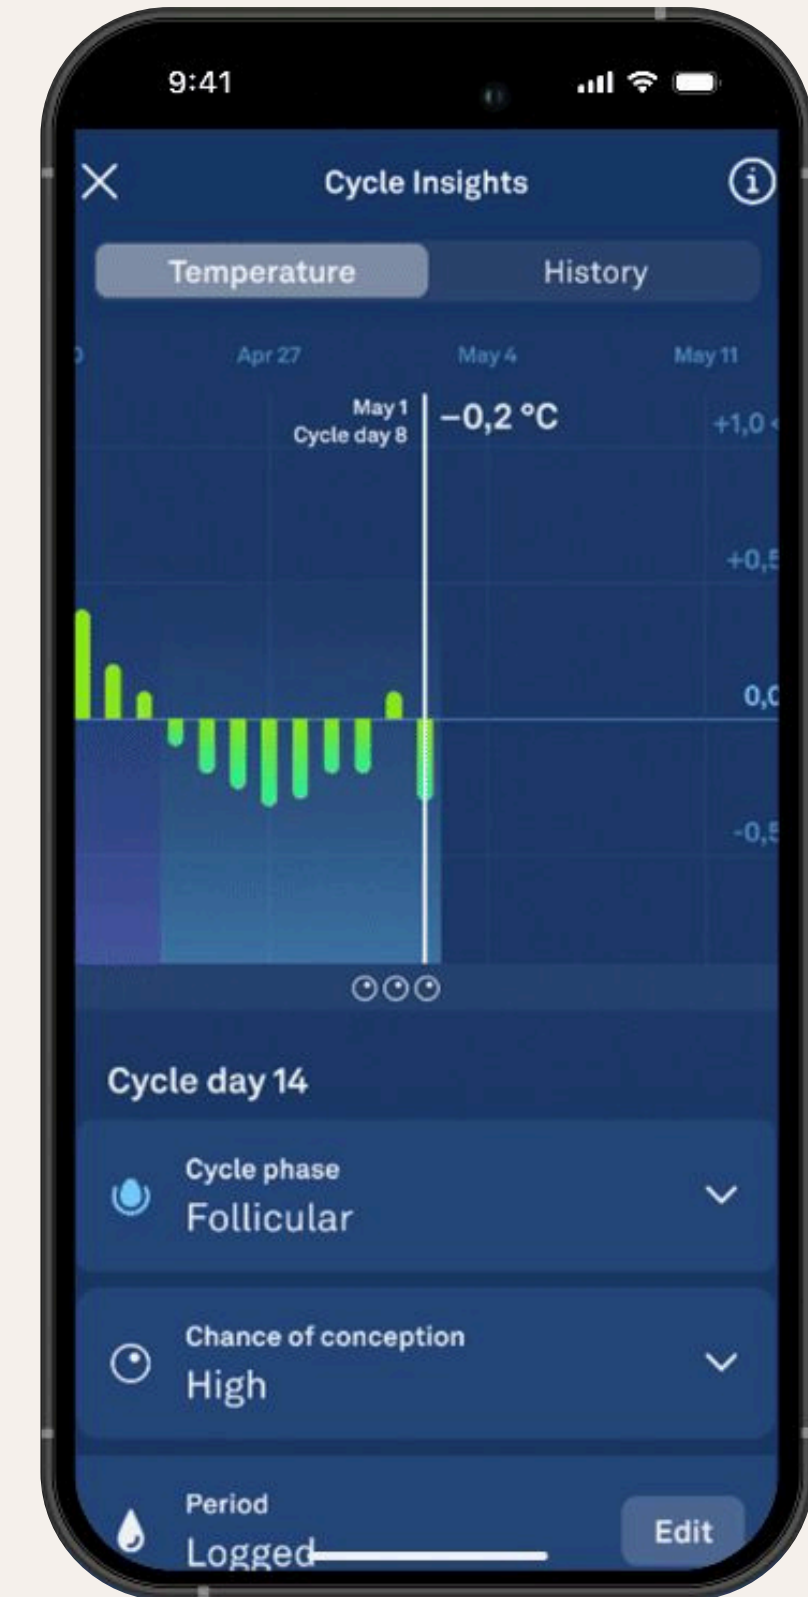 9:41
Cycle Insights
Temperature History
Apr 27 May 4 May 11
May 1
Cycle day 8
−0,2 °C
+1,0
+0,5
0,0
-0,5
Cycle day 14
Cycle phase
Follicular
Chance of conception
High
Period
Logged
Edit